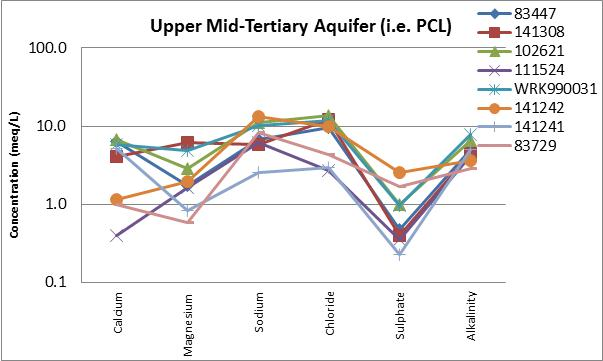 Upper Mid-Tertiary Aquifer (i.e. PCL)
83447
141308
102621
111524
WRK990031
141242
141241
83729
Concentration (meq/L)
100.0
10.0
1.0
0.1
Calcium
Magnesium
Sodium
Chloride
Sulphate
Alkalinity